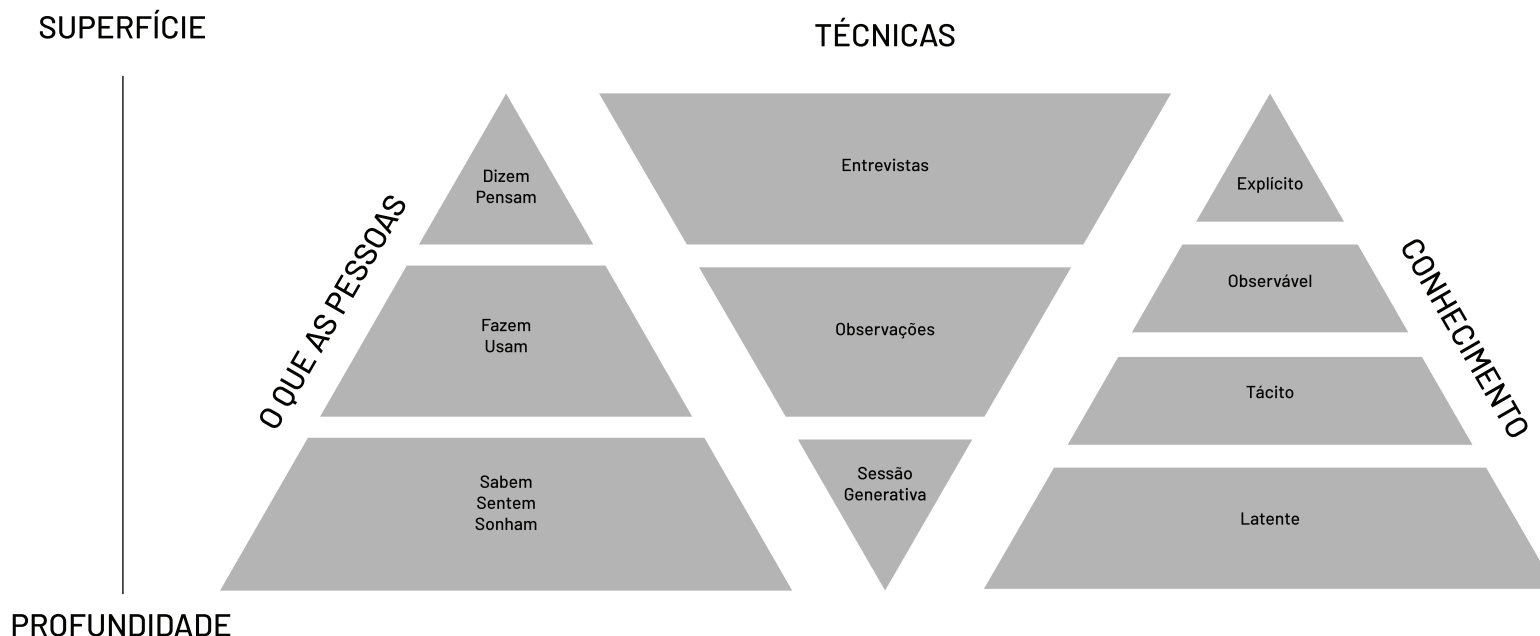 SUPERFÍCIE
TÉCNICAS
O QUE AS PESSOAS
Dizem
Pensam
Fazem
Usam
Sabem
Sentem
Sonham
Entrevistas
Observações
Sessão
Generativa
Explícito
Observável
Tácito
Latente
CONHECIMENTO
PROFUNDIDADE